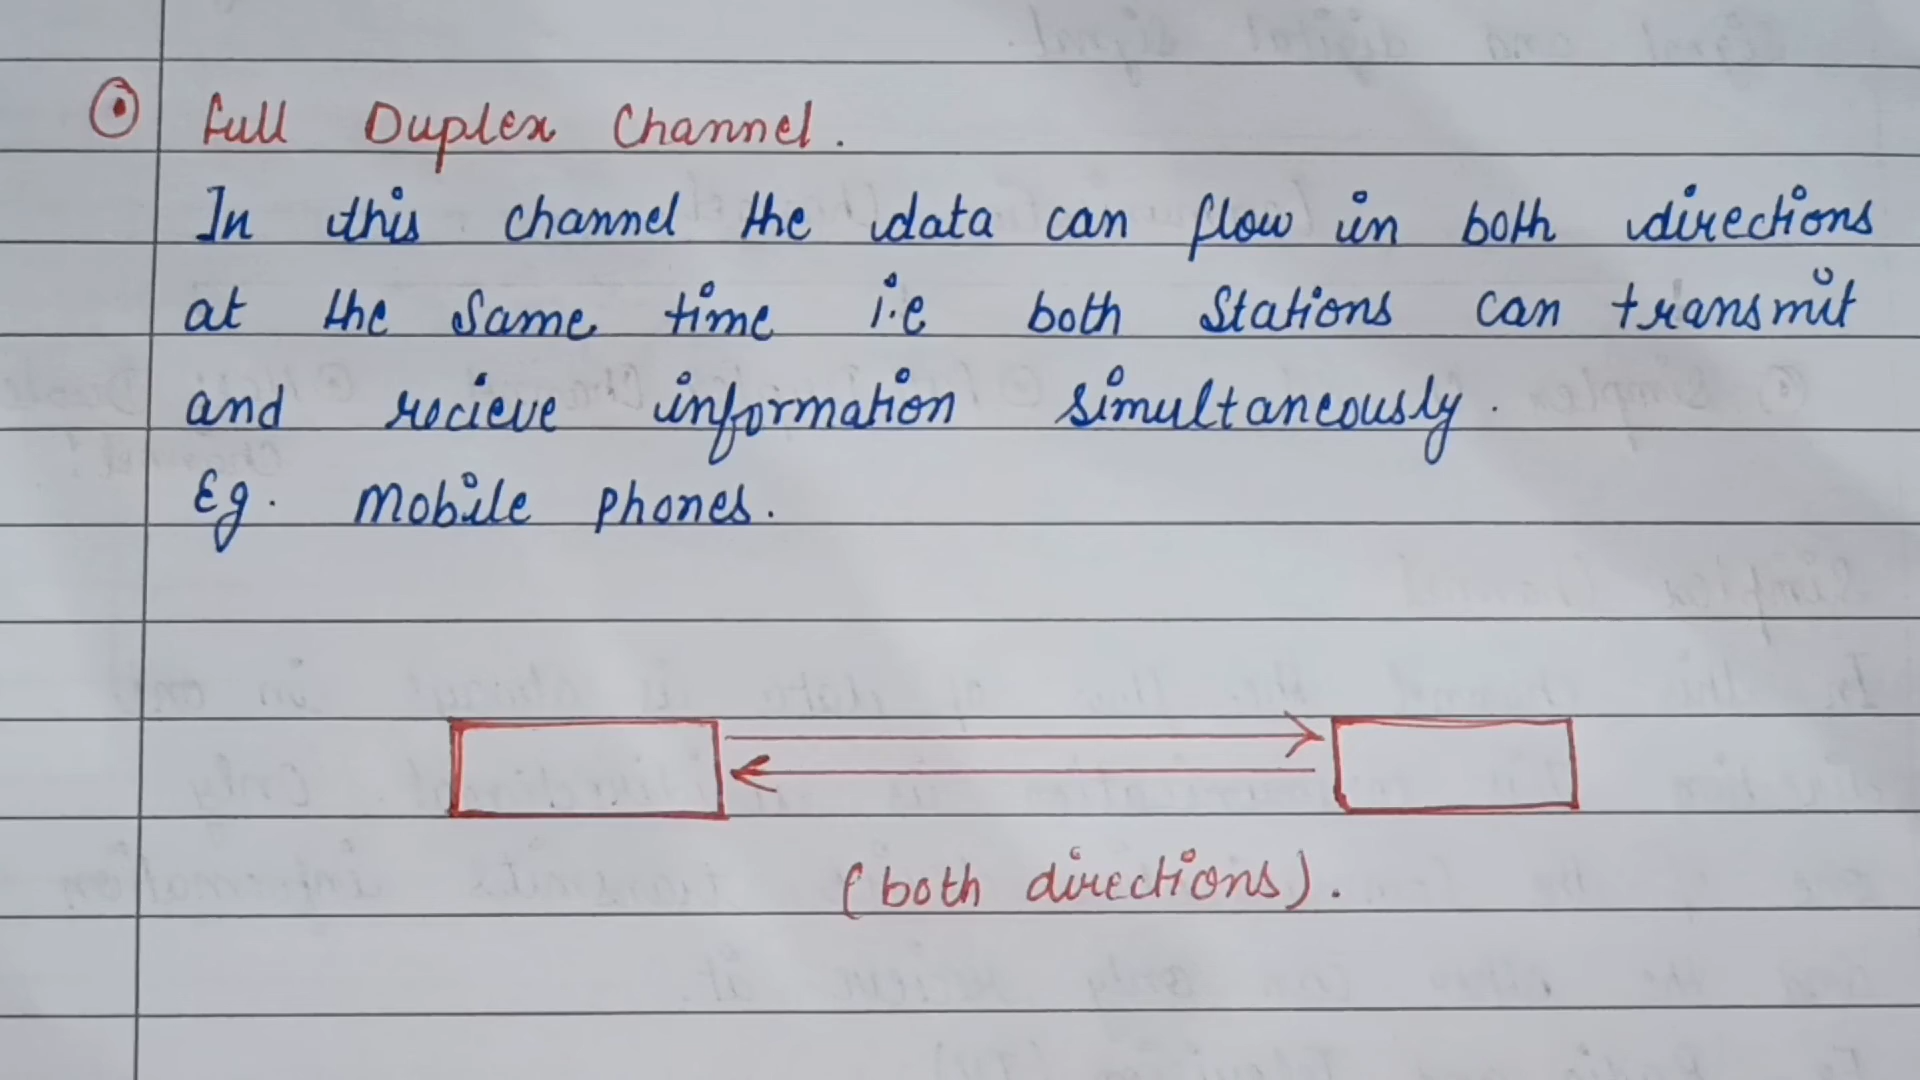 Full Duplex Channel.
In this channel the data can flow in both directions
at the same time i.e both stations can transmit
and recieve information simultaneously.
Eg. Mobile phones.
(both directions).